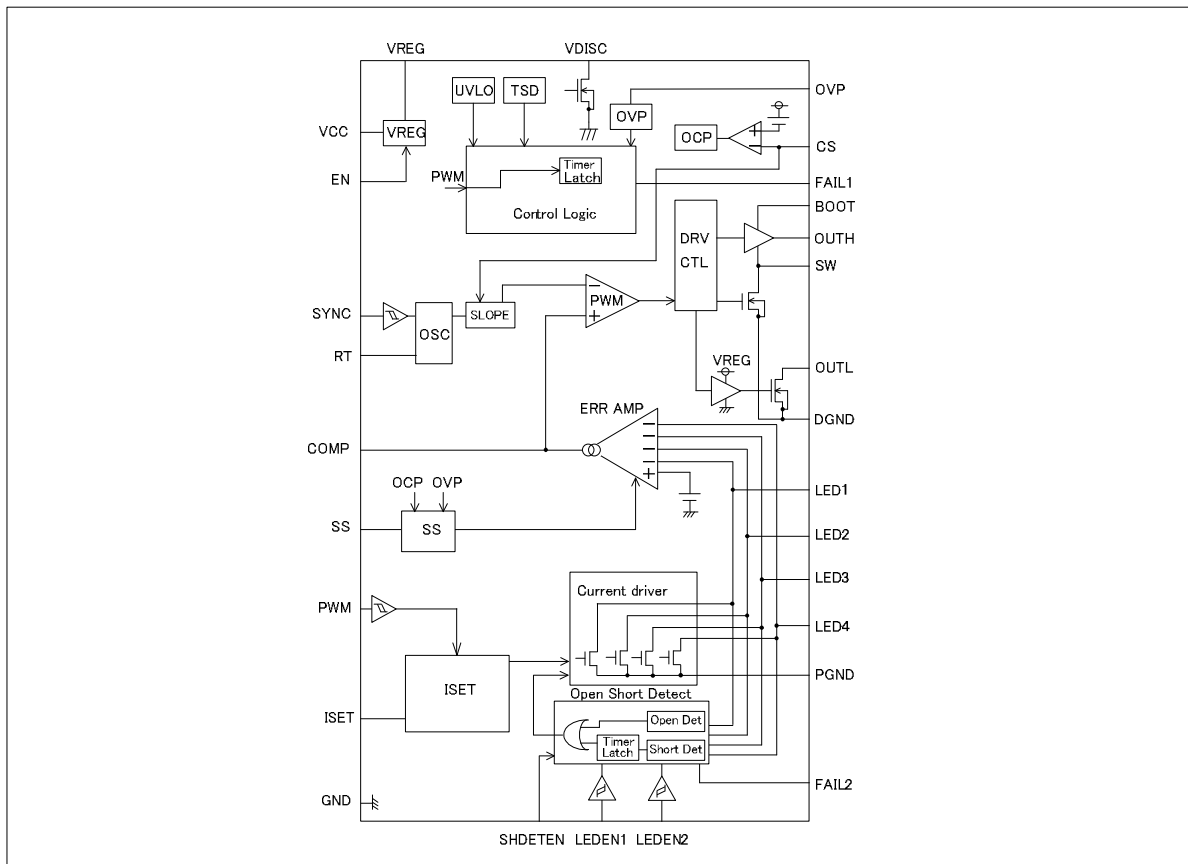 VREG
VDISC
UVLO
TSD
OVP
OVP
VCC
VREG
OCP
CS
EN
PWM
Timer
Latch
FAIL1
Control Logic
BOOT
DRV
CTL
OUTH
SW
SYNC
OSC
SLOPE
PWM
RT
VREG
OUTL
ERR AMP
DGND
COMP
OCP
OVP
LED1
SS
SS
LED2
LED3
Current driver
PWM
LED4
ISET
PGND
Open Short Detect
ISET
Open Det
Timer
Latch
Short Det
FAIL2
GND
SHDETEN
LEDEN1
LEDEN2